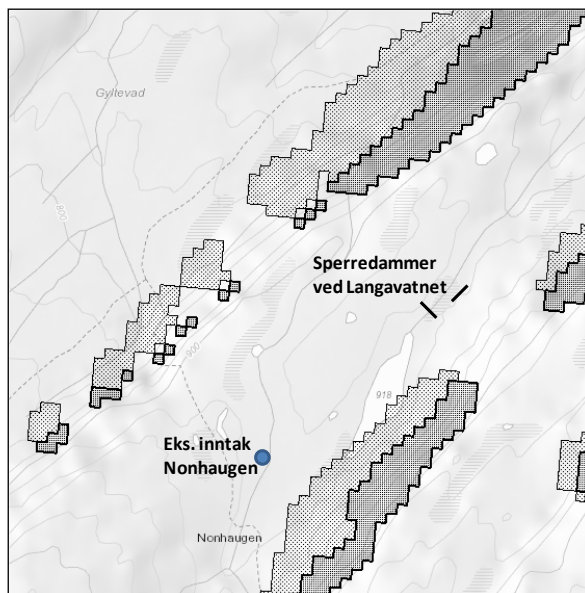 Gyltevad
800
Sperredammer
ved Langavatnet
900
918
Eks. inntak
Nonhaugen
Nonhaugen